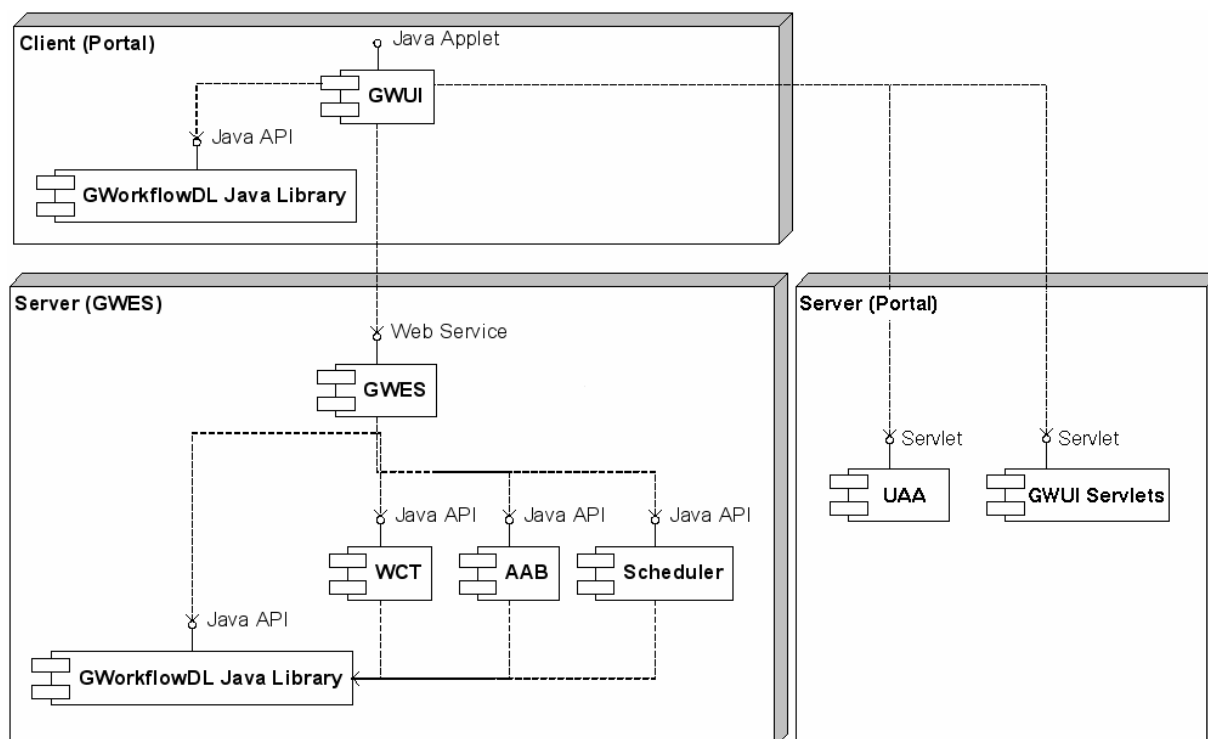 Client (Portal)
Java Applet
GWUI
Java API
GWorkflowDL Java Library
Server (GWES)
Web Service
GWES
Java API
Java API
Java API
WCT
AAB
Scheduler
Java API
GWorkflowDL Java Library
Server (Portal)
Servlet
Servlet
UAA
GWUI Servlets